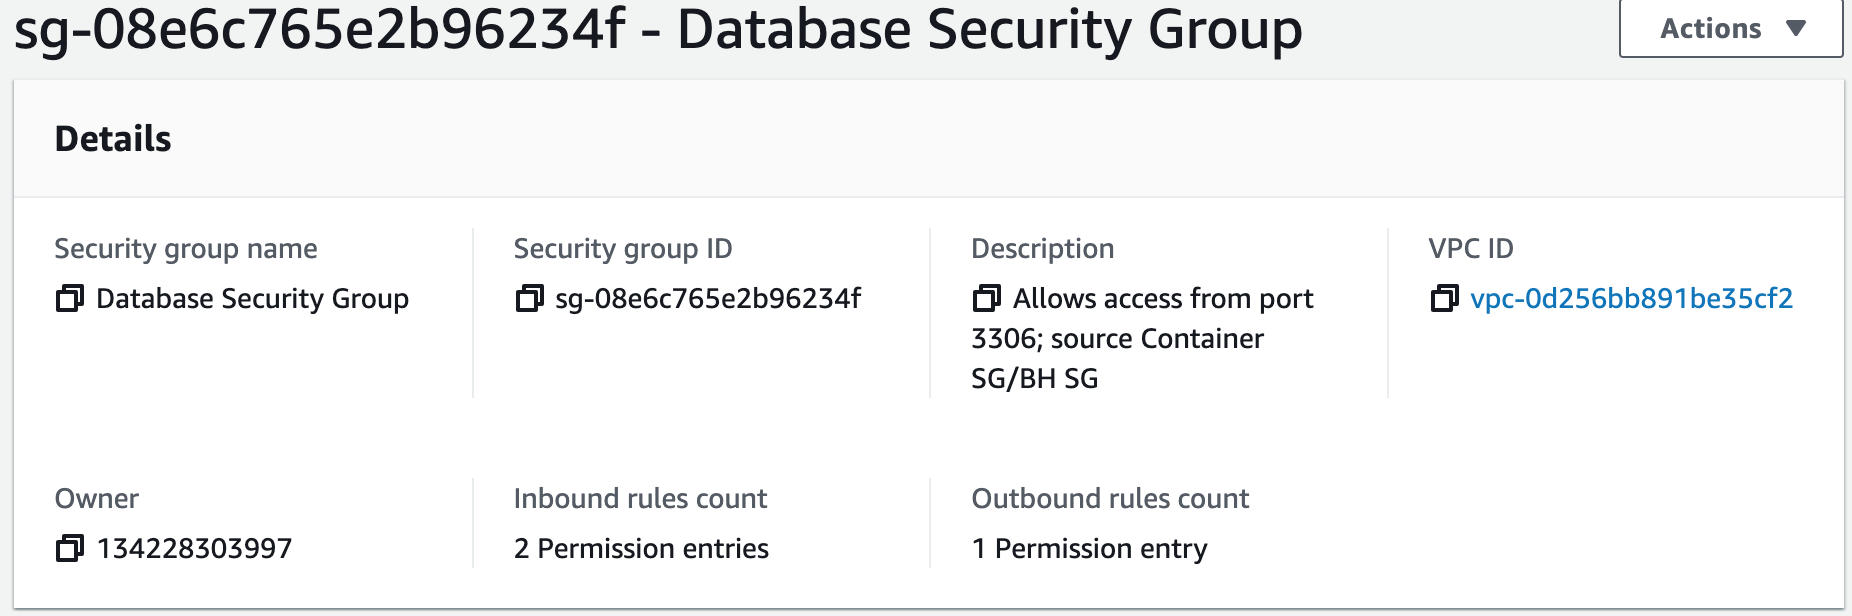 sg-08e6c765e2b96234f - Database Security Group
Actions
Details
Security group name
Database Security Group
Security group ID
sg-08e6c765e2b96234f
Description
Allows access from port
3306; source Container
SG/BH SG
VPC ID
vpc-0d256bb891be35cf2
Owner
134228303997
Inbound rules count
2 Permission entries
Outbound rules count
1 Permission entry